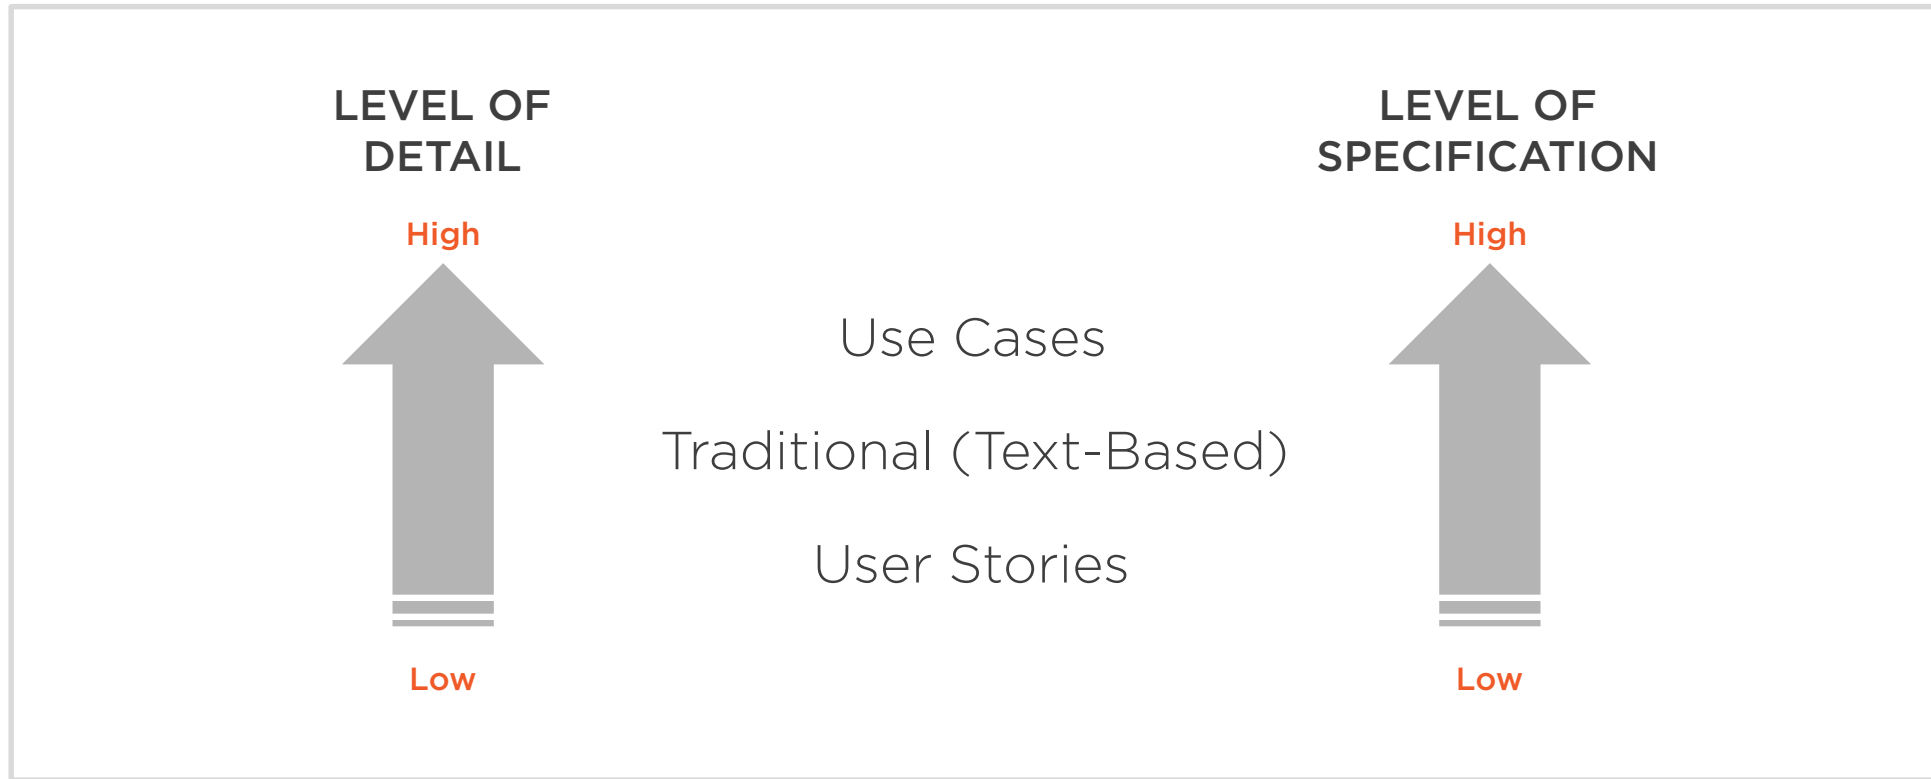 LEVEL OF
DETAIL
High
Low
Use Cases
Traditional (Text-Based)
User Stories
LEVEL OF
SPECIFICATION
High
Low